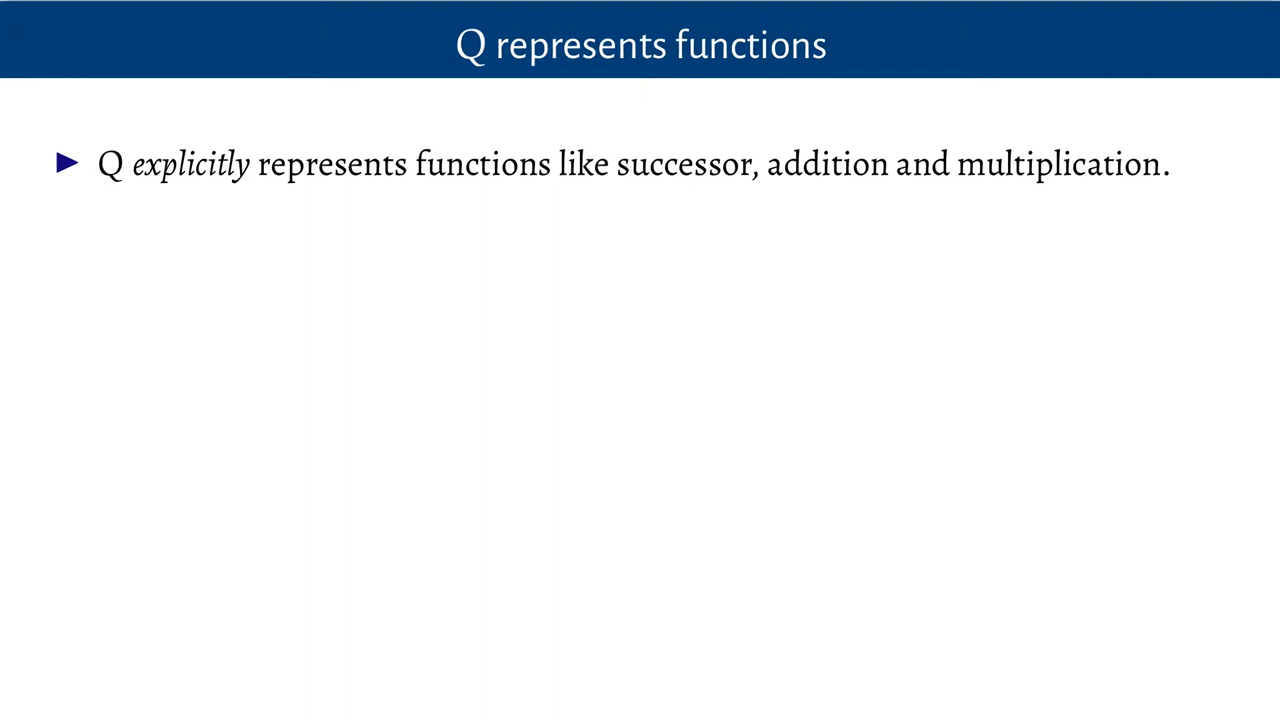 Q represents functions
Q explicitly represents functions like successor, addition and multiplication.